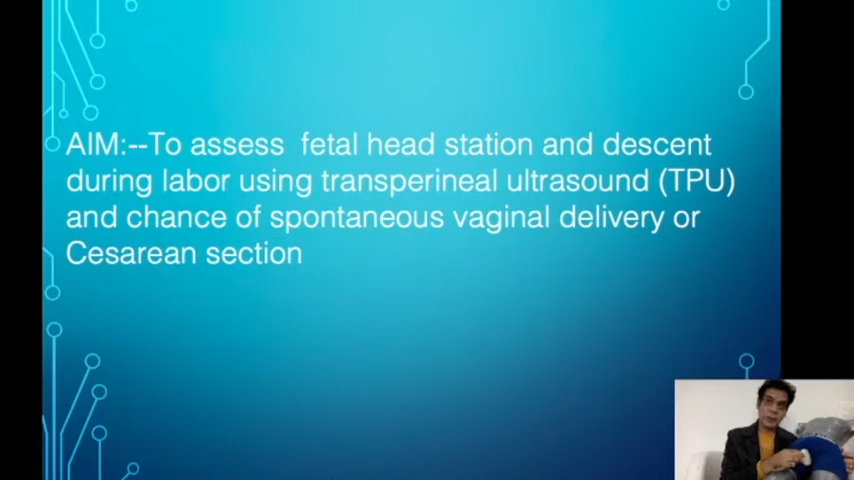 AIM:--To assess fetal head station and descent
during labor using transperineal ultrasound (TPU)
and chance of spontaneous vaginal delivery or
Cesarean section